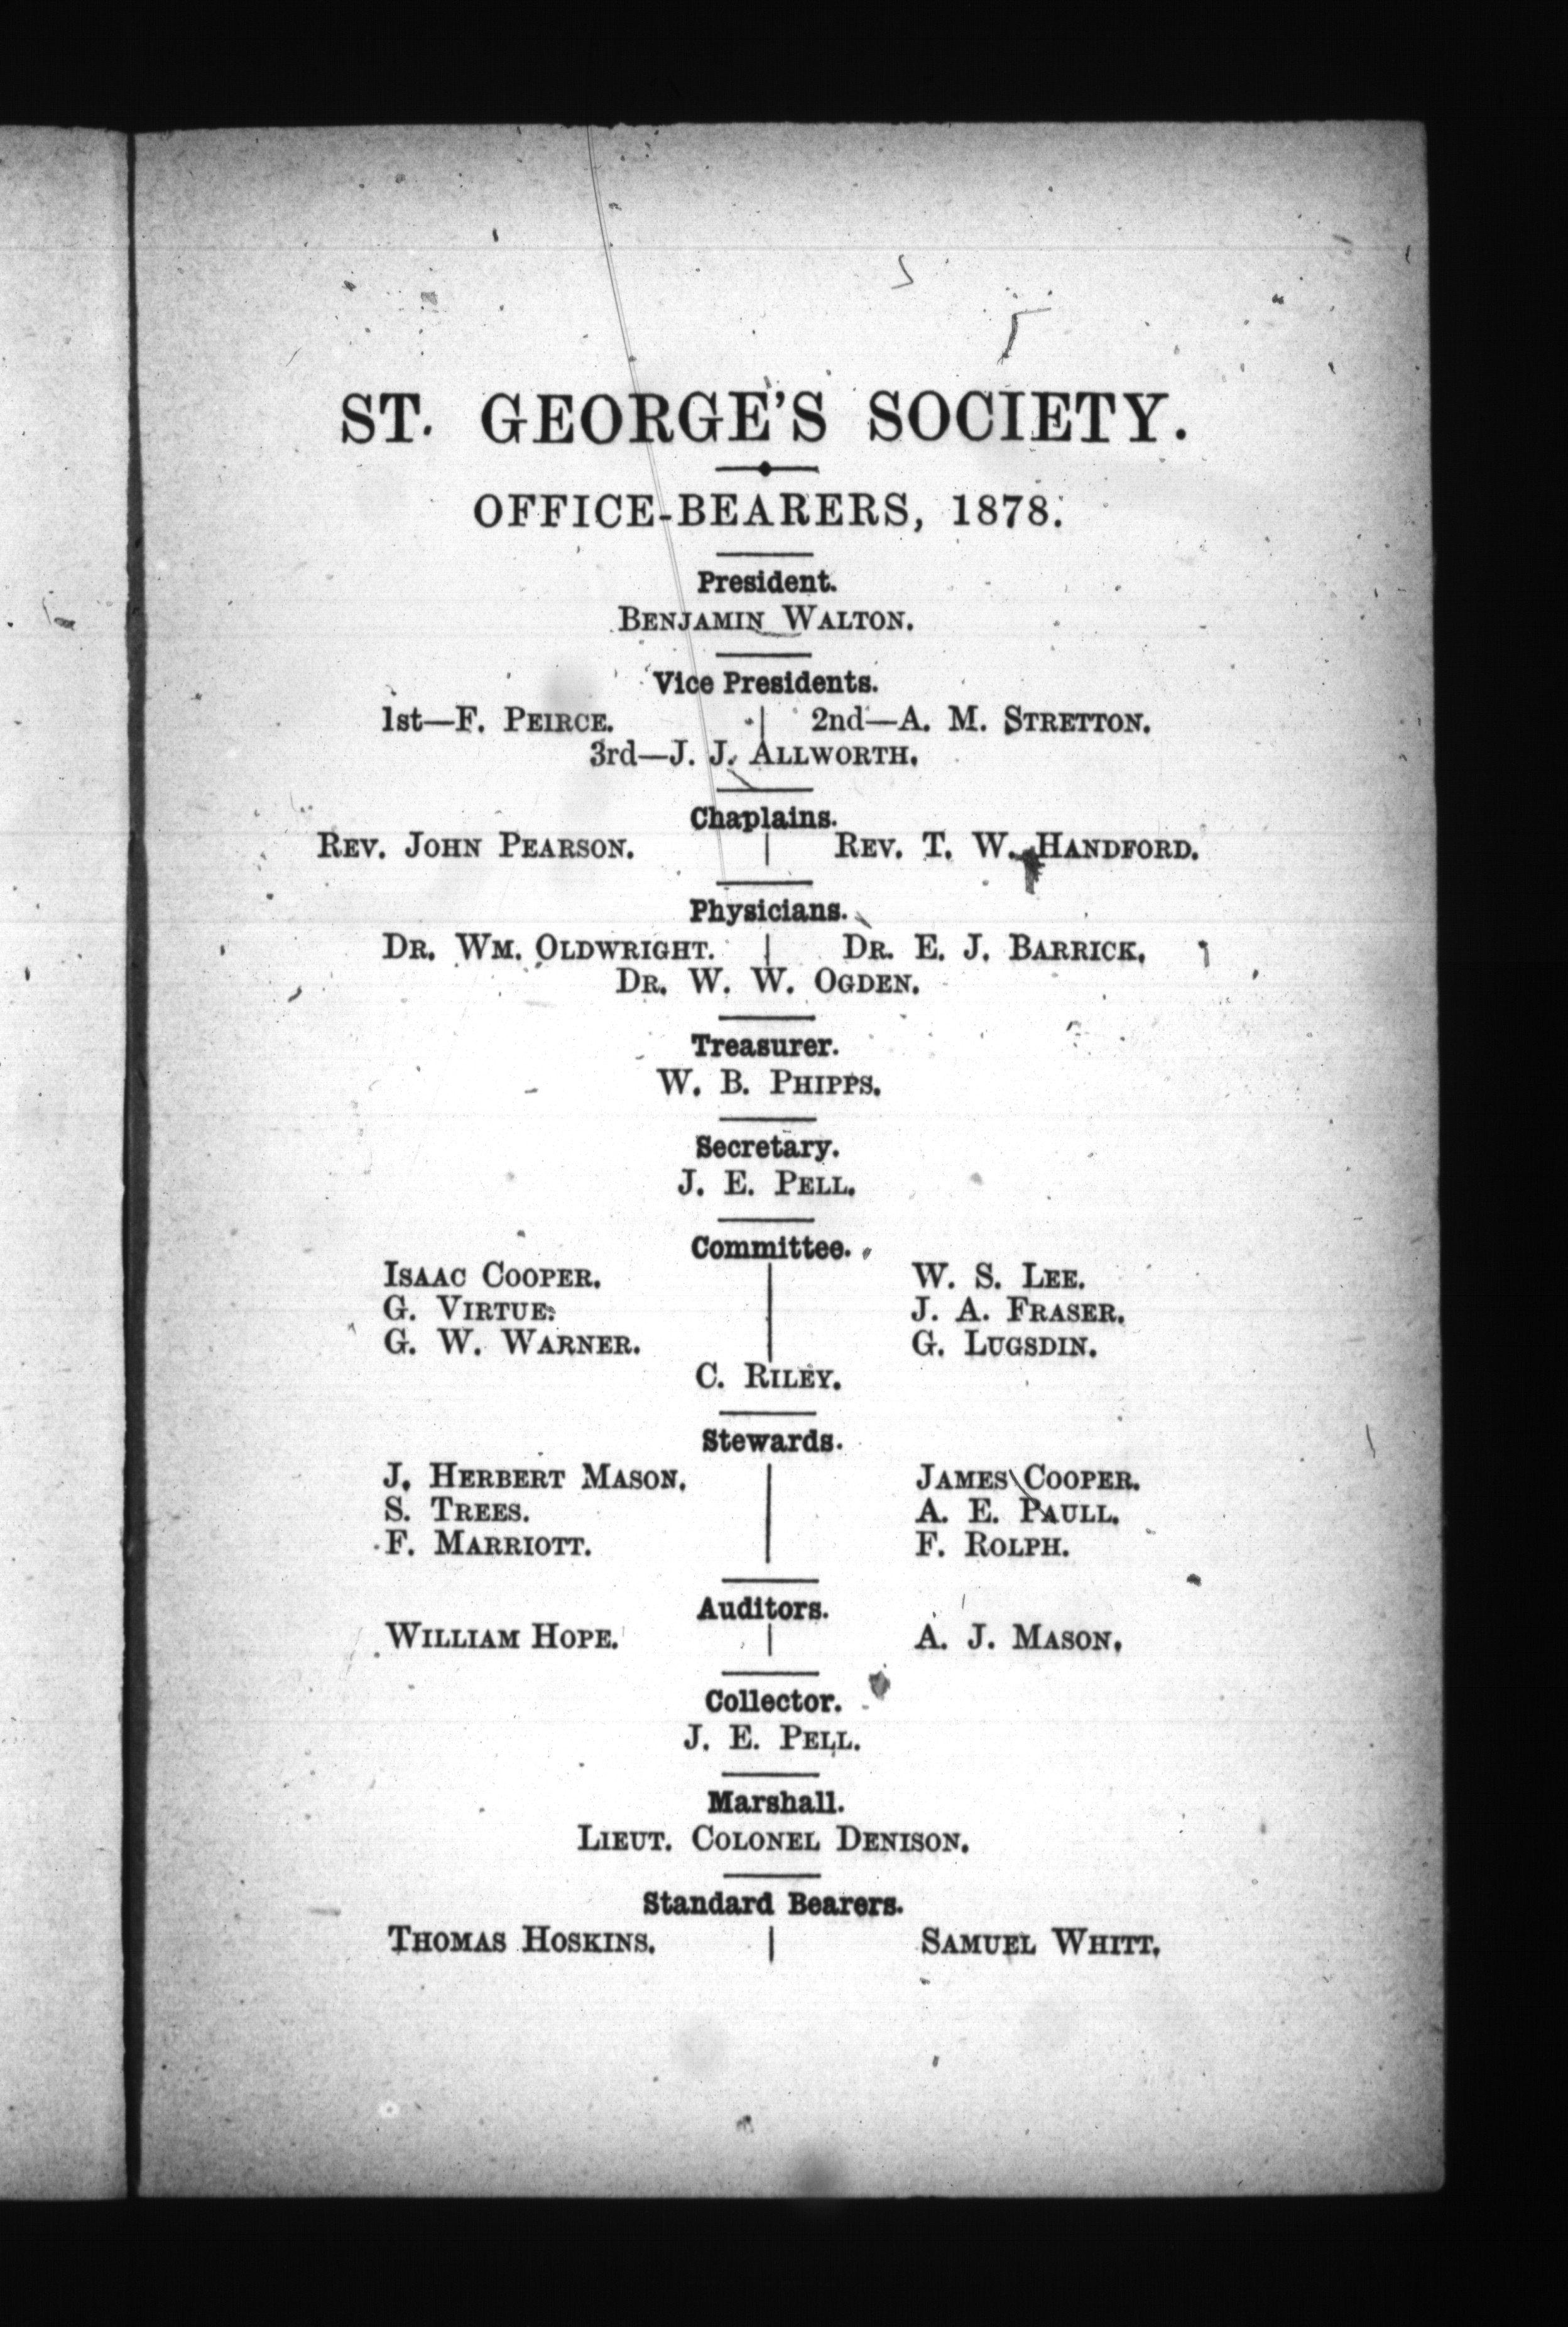 ST. GEORGE'S SOCIETY.
OFFICE-BEARERS, 1878.
President.
BENJAMIN WALTON.
Vice Presidents.
1st—F. PEIRCE. 2nd—A. M. STRETTON.
3rd—J. J. ALLWORTH.
Chaplains.
REV. JOHN PEARSON. REV. T. W. HANDFORD.
Physicians.
DR. WM. OLDWRIGHT. DR. E. J. BARRICK.
DR. W. W. OGDEN.
Treasurer.
W. B. PHIPPS.
Secretary.
J. E. PELL.
Committee.
ISAAC COOPER. W. S. LEE.
G. VIRTUE. J. A. FRASER.
G. W. WARNER. G. LUGSDIN.
C. RILEY.
Stewards.
J. HERBERT MASON. JAMES COOPER.
S. TREES. A. E. PAULL.
F. MARRIOTT. F. ROLPH.
Auditors.
WILLIAM HOPE. A. J. MASON.
Collector.
J. E. PELL.
Marshall.
LIEUT. COLONEL DENISON.
Standard Bearers.
THOMAS HOSKINS. SAMUEL WHITT.